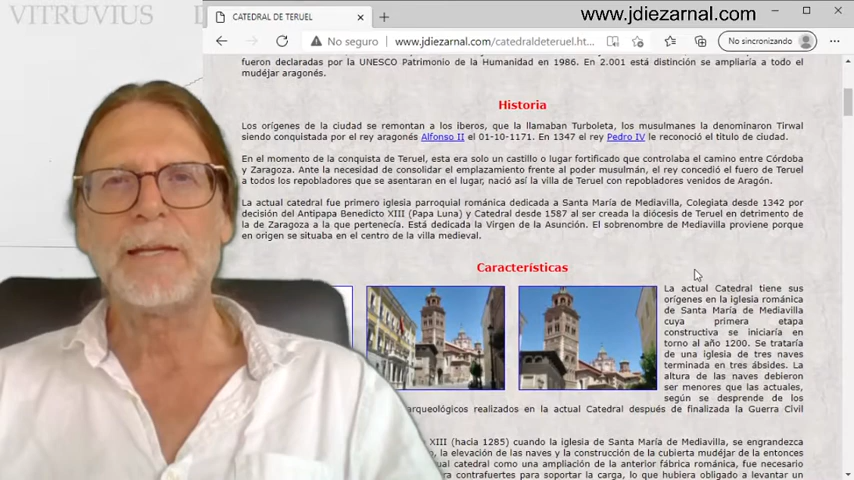 VITRUVIUS
CATEDRAL DE TERUEL
www.jdiezarnal.com
No seguro
www.jdiezarnal.com/catedraldeteruel.ht...
No sincronizando
fueron declaradas por la UNESCO Patrimonio de la Humanidad en 1986. En 2.001 está distinción se ampliaría a todo el
mudéjar aragonés.
Historia
Los orígenes de la ciudad se remontan a los iberos, que la llamaban Turboleta, los musulmanes la denominaron Tirwal
siendo conquistada por el rey aragonés Alfonso II el 01-10-1171. En 1347 el rey Pedro IV le reconoció el titulo de ciudad.
En el momento de la conquista de Teruel, esta era solo un castillo o lugar fortificado que controlaba el camino entre Córdoba
y Zaragoza. Ante la necesidad de consolidar el emplazamiento frente al poder musulmán, el rey concedió el fuero de Teruel
a todos los repobladores que se asentaran en el lugar, nació así la villa de Teruel con repobladores venidos de Aragón.
La actual catedral fue primero iglesia parroquial románica dedicada a Santa María de Mediavilla, Colegiata desde 1342 por
decisión del Antipapa Benedicto XIII (Papa Luna) y Catedral desde 1587 al ser creada la diócesis de Teruel en detrimento de
la de Zaragoza a la que pertenecía. Está dedicada la Virgen de la Asunción. El sobrenombre de Mediavilla proviene porque
en origen se situaba en el centro de la villa medieval.
Características
La actual Catedral tiene sus
orígenes en la iglesia románica
de Santa María de Mediavilla
cuya primera etapa
constructiva se iniciaría en
torno al año 1200. Se trataría
de una iglesia de tres naves
terminada en tres ábsides. La
altura de las naves debieron
ser menores que las actuales,
según se desprende de los
arqueológicos realizados en la actual Catedral después de finalizada la Guerra Civil
XIII (hacia 1285) cuando la iglesia de Santa María de Mediavilla, se engrandezca
, la elevación de las naves y la construcción de la cubierta mudéjar de la entonces
catedral como una ampliación de la anterior fábrica románica, fue necesario
contrafuertes para soportar la carga, lo que hubiera obligado a levantar un